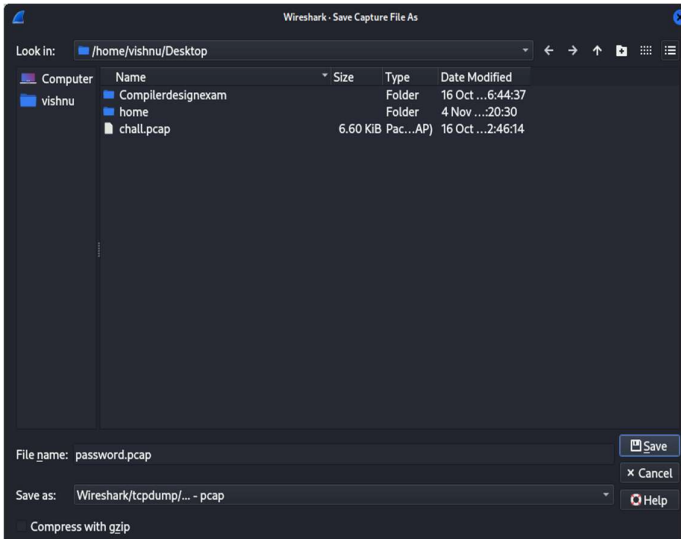 Wireshark · Save Capture File As
Look in: /home/vishnu/Desktop
Computer
vishnu
Name Size Type Date Modified
Compilerdesignexam Folder 16 Oct ...6:44:37
home Folder 4 Nov ...:20:30
chall.pcap 6.60 KiB Pac...AP) 16 Oct ...2:46:14
File name: password.pcap
Save
Cancel
Save as: Wireshark/tcpdump/... - pcap
Help
Compress with gzip